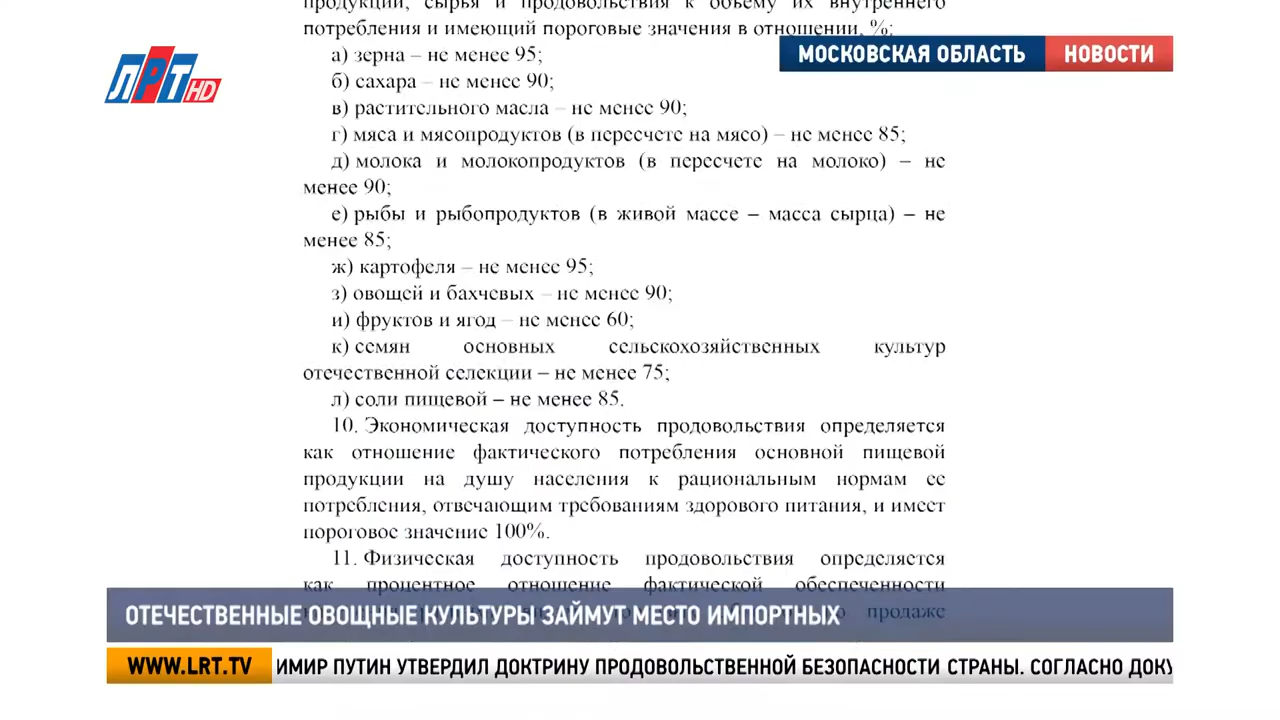 продукции, сырья и продовольствия к объему их внутреннего
потребления и имеющий пороговые значения в отношении, %;
а) зерна – не менее 95;
б) сахара – не менее 90;
в) растительного масла – не менее 90;
г) мяса и мясопродуктов (в пересчете на мясо) – не менее 85;
д) молока и молокопродуктов (в пересчете на молоко) – не
менее 90;
е) рыбы и рыбопродуктов (в живой массе – масса сырца) – не
менее 85;
ж) картофеля – не менее 95;
з) овощей и бахчевых – не менее 90;
и) фруктов и ягод – не менее 60;
к) семян основных сельскохозяйственных культур
отечественной селекции – не менее 75;
л) соли пищевой – не менее 85.
10. Экономическая доступность продовольствия определяется
как отношение фактического потребления основной пищевой
продукции на душу населения к рациональным нормам ее
потребления, отвечающим требованиям здорового питания, и имеет
пороговое значение 100%.
11. Физическая доступность продовольствия определяется
как процентное отношение фактической обеспеченности
продаже
ЛРТ HD
МОСКОВСКАЯ ОБЛАСТЬ НОВОСТИ
ОТЕЧЕСТВЕННЫЕ ОВОЩНЫЕ КУЛЬТУРЫ ЗАЙМУТ МЕСТО ИМПОРТНЫХ
WWW.LRT.TV ИМИР ПУТИН УТВЕРДИЛ ДОКТРИНУ ПРОДОВОЛЬСТВЕННОЙ БЕЗОПАСНОСТИ СТРАНЫ. СОГЛАСНО ДОКУ